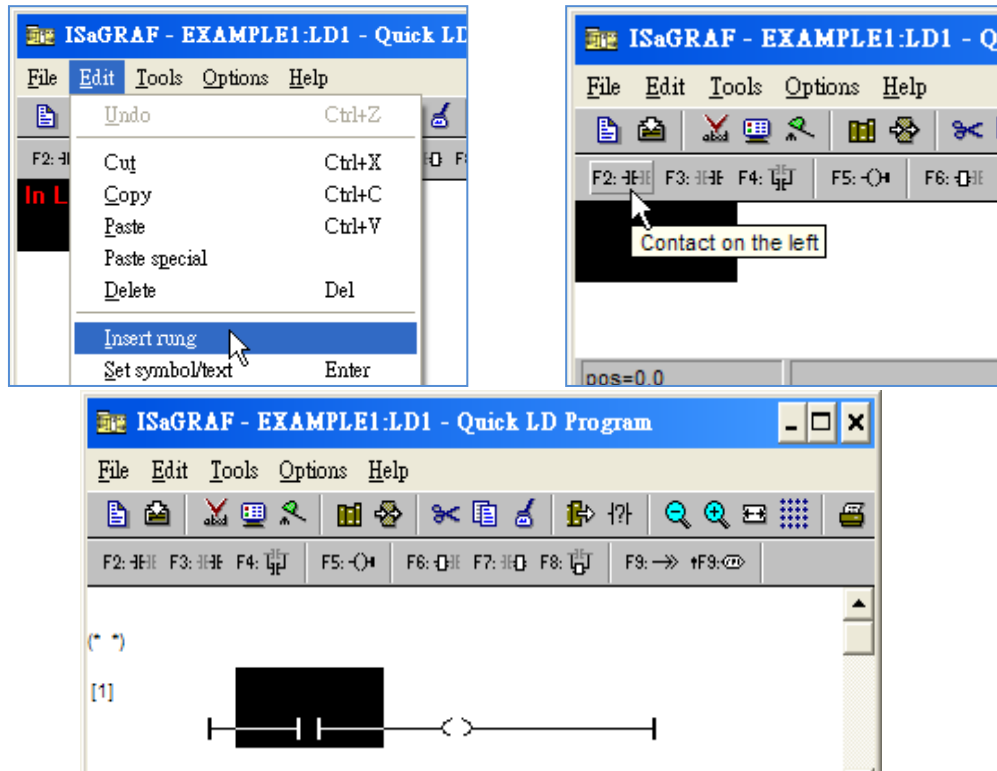 ISaGRAF - EXAMPLE1:LD1 - Quick LD
File Edit Tools Options Help
Undo Ctrl+Z
F2:
Cut Ctrl+X
In L
Copy Ctrl+C
Paste Ctrl+V
Paste special
Delete Del
Insert rung
Set symbol/text Enter
ISaGRAF - EXAMPLE1:LD1 - Q
File Edit Tools Options Help
F2: F3: F4: F5: F6:
Contact on the left
pos=0,0
ISaGRAF - EXAMPLE1:LD1 - Quick LD Program
File Edit Tools Options Help
F2: F3: F4: F5: F6: F7: F8: F9: ↑F9:
(* *)
[1]